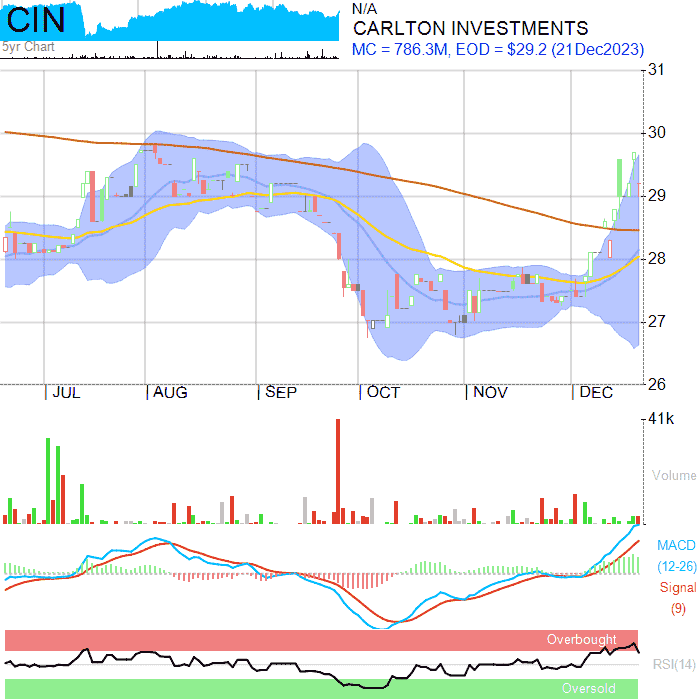 CIN
5yr Chart
N/A
CARLTON INVESTMENTS
MC = 786.3M, EOD = $29.2 (21Dec2023)
31
30
29
28
27
26
JUL AUG SEP OCT NOV DEC
41k
Volume
MACD
(12-26)
Signal
(9)
Overbought
RSI(14)
Oversold